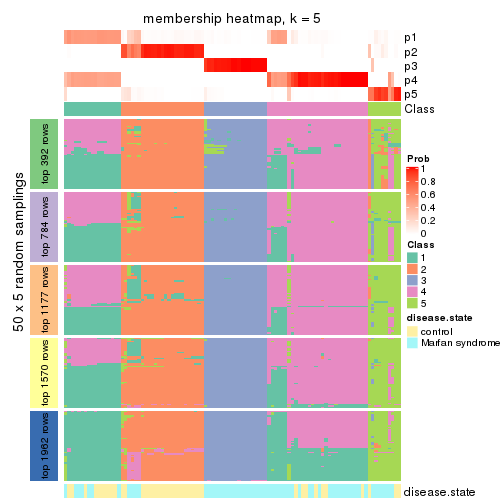 membership heatmap, k = 5
p1
p2
p3
p4
p5
Class
50 x 5 random samplings
top 392 rows
top 784 rows
top 1177 rows
top 1570 rows
top 1962 rows
Prob
1
0.8
0.6
0.4
0.2
0
Class
1
2
3
4
5
disease.state
control
Marfan syndrome
disease.state